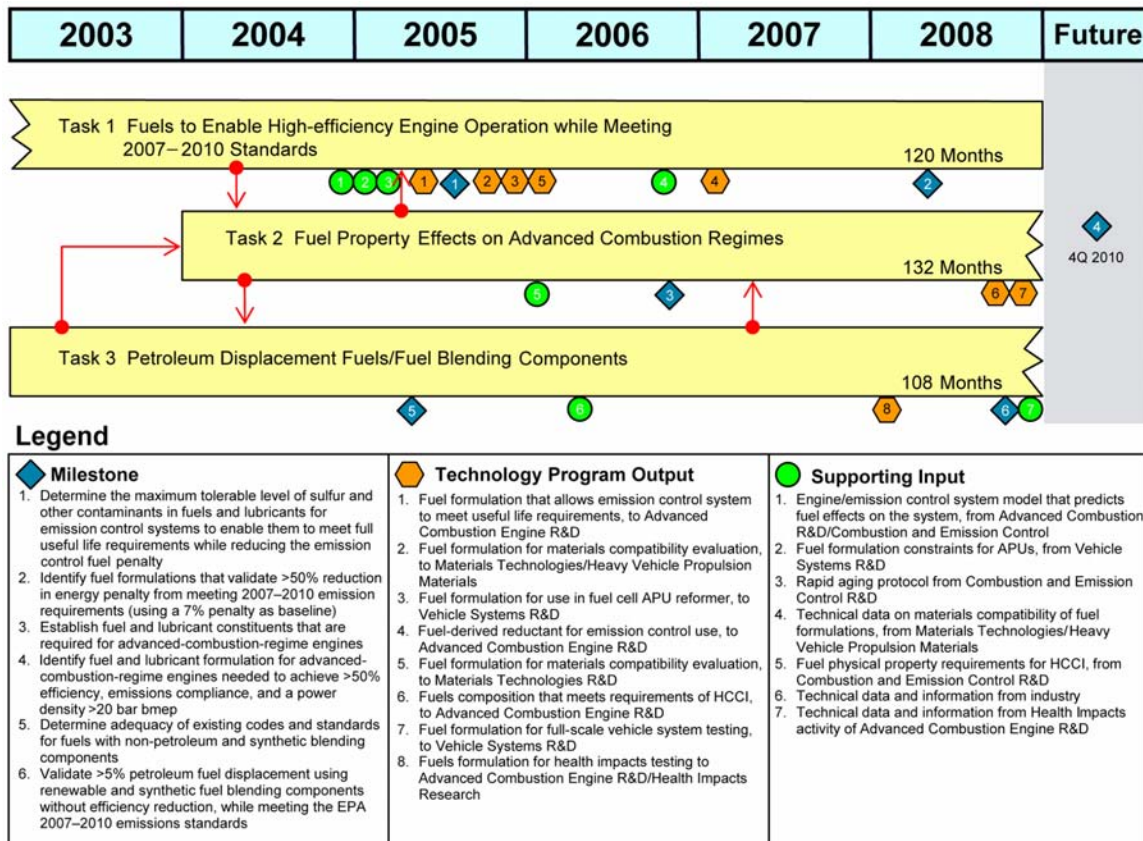 2003 2004 2005 2006 2007 2008 Future
Task 1 Fuels to Enable High-efficiency Engine Operation while Meeting
2007–2010 Standards
120 Months
1 2 3 1 1 2 3 5 4 4 2
Task 2 Fuel Property Effects on Advanced Combustion Regimes
132 Months
4
4Q 2010
5 3 6 7
Task 3 Petroleum Displacement Fuels/Fuel Blending Components
108 Months
5 6 8 6 7
Legend
Milestone
1. Determine the maximum tolerable level of sulfur and
other contaminants in fuels and lubricants for
emission control systems to enable them to meet full
useful life requirements while reducing the emission
control fuel penalty
2. Identify fuel formulations that validate >50% reduction
in energy penalty from meeting 2007–2010 emission
requirements (using a 7% penalty as baseline)
3. Establish fuel and lubricant constituents that are
required for advanced-combustion-regime engines
4. Identify fuel and lubricant formulation for advanced-
combustion-regime engines needed to achieve >50%
efficiency, emissions compliance, and a power
density >20 bar bmep
5. Determine adequacy of existing codes and standards
for fuels with non-petroleum and synthetic blending
components
6. Validate >5% petroleum fuel displacement using
renewable and synthetic fuel blending components
without efficiency reduction, while meeting the EPA
2007–2010 emissions standards
Technology Program Output
1. Fuel formulation that allows emission control system
to meet useful life requirements, to Advanced
Combustion Engine R&D
2. Fuel formulation for materials compatibility evaluation,
to Materials Technologies/Heavy Vehicle Propulsion
Materials
3. Fuel formulation for use in fuel cell APU reformer, to
Vehicle Systems R&D
4. Fuel-derived reductant for emission control use, to
Advanced Combustion Engine R&D
5. Fuel formulation for materials compatibility evaluation,
to Materials Technologies R&D
6. Fuels composition that meets requirements of HCCI,
to Advanced Combustion Engine R&D
7. Fuel formulation for full-scale vehicle system testing,
to Vehicle Systems R&D
8. Fuels formulation for health impacts testing to
Advanced Combustion Engine R&D/Health Impacts
Research
Supporting Input
1. Engine/emission control system model that predicts
fuel effects on the system, from Advanced Combustion
R&D/Combustion and Emission Control
2. Fuel formulation constraints for APUs, from Vehicle
Systems R&D
3. Rapid aging protocol from Combustion and Emission
Control R&D
4. Technical data on materials compatibility of fuel
formulations, from Materials Technologies/Heavy
Vehicle Propulsion Materials
5. Fuel physical property requirements for HCCI, from
Combustion and Emission Control R&D
6. Technical data and information from industry
7. Technical data and information from Health Impacts
activity of Advanced Combustion Engine R&D